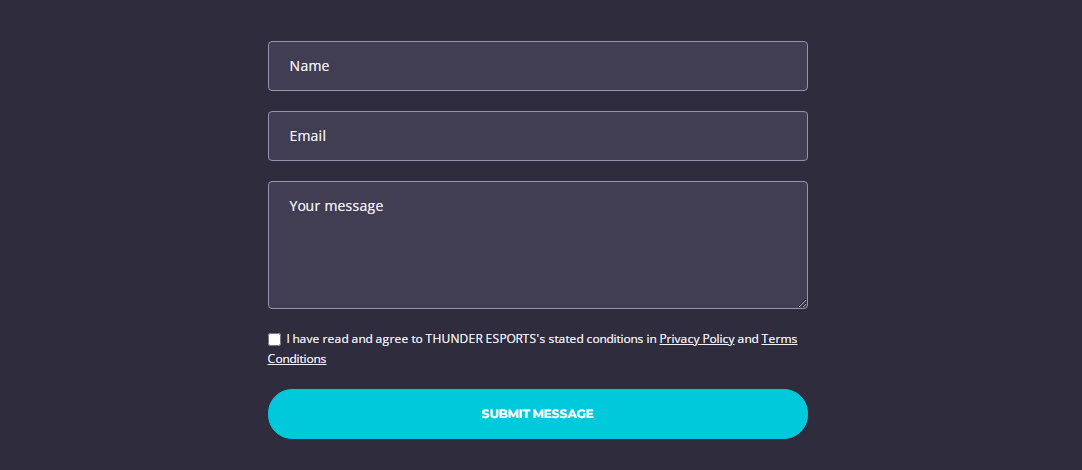 Name
Email
Your message
I have read and agree to THUNDER ESPORTS's stated conditions in Privacy Policy and Terms
Conditions
SUBMIT MESSAGE